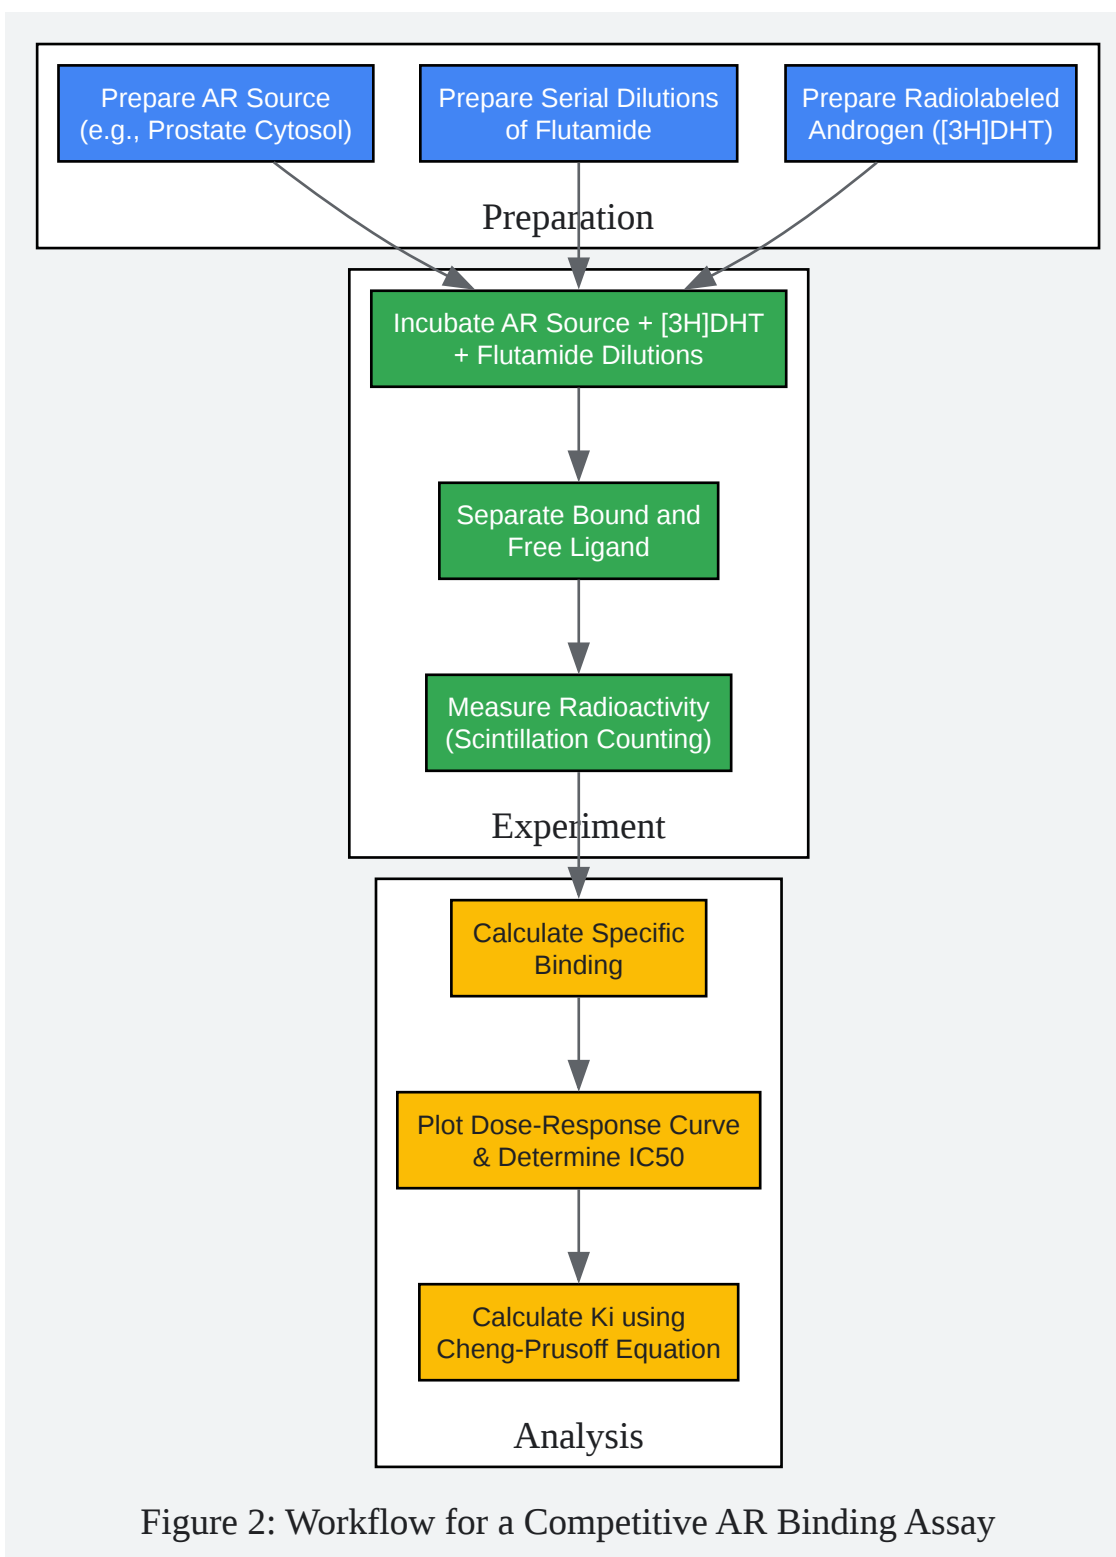 Prepare AR Source
(e.g., Prostate Cytosol)
Prepare Serial Dilutions
of Flutamide
Prepare Radiolabeled
Androgen ([3H]DHT)
Preparation
Incubate AR Source + [3H]DHT
+ Flutamide Dilutions
Separate Bound and
Free Ligand
Measure Radioactivity
(Scintillation Counting)
Experiment
Calculate Specific
Binding
Plot Dose-Response Curve
& Determine IC50
Calculate Ki using
Cheng-Prusoff Equation
Analysis
Figure 2: Workflow for a Competitive AR Binding Assay